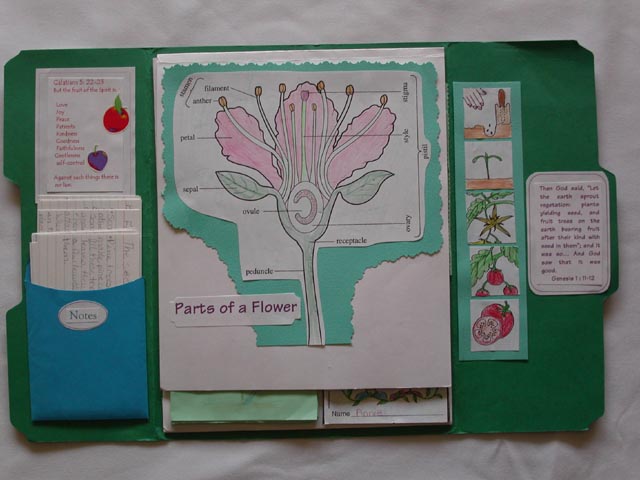 Galatians 5: 22-23
But the fruit of the Spirit is:
Love
Joy
Peace
Patients
Kindness
Goodness
Faithfullness
Gentleness
self-control
Against such things there is
no law.
Notes
stamen
filament
anther
petal
sepal
ovule
peduncle
stigma
style
pistil
ovary
receptacle
Parts of a Flower
Name
Then God said, "Let
the earth sprout
vegetation: plants
yielding seed, and
fruit trees on the
earth bearing fruit
after their kind with
seed in them"; and it
was so... And God
saw that it was
good.
Genesis 1:11-12